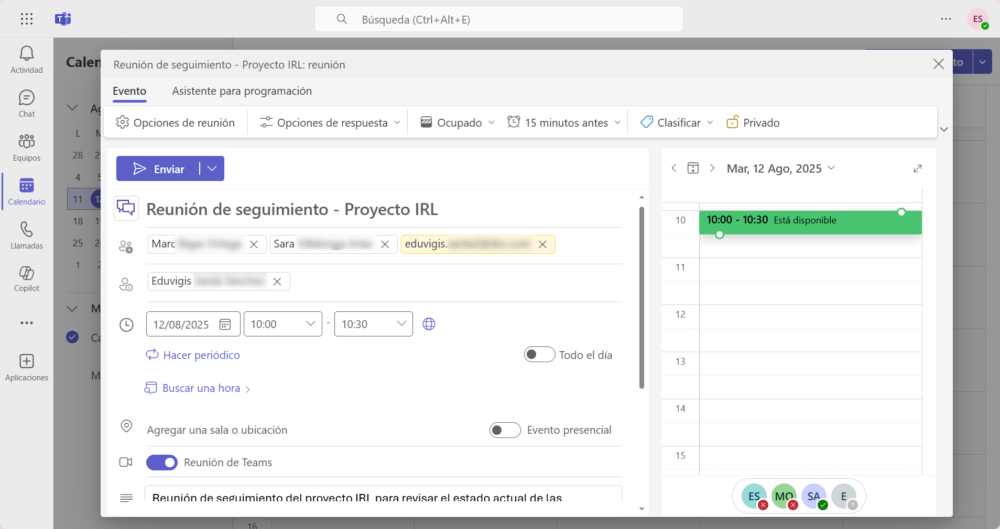 Búsqueda (Ctrl+Alt+E)
ES
Actividad
Chat
Equipos
Calendario
Llamadas
Copilot
Aplicaciones
Calen
to
Ag
L M
28 29
4 5
11 12
18 19
25 2
1 2
M
Ca
M
Reunión de seguimiento - Proyecto IRL: reunión
Evento Asistente para programación
Opciones de reunión Opciones de respuesta Ocupado 15 minutos antes Clasificar Privado
Enviar
Reunión de seguimiento - Proyecto IRL
Marc Sara eduvigis.
Eduvigis
12/08/2025 10:00 - 10:30
Hacer periódico Todo el día
Buscar una hora
Agregar una sala o ubicación Evento presencial
Reunión de Teams
Reunión de seguimiento del proyecto IRL para revisar el estado actual de las
Mar, 12 Ago, 2025
10 10:00 - 10:30 Está disponible
11
12
13
14
15
ES MO SA E
16